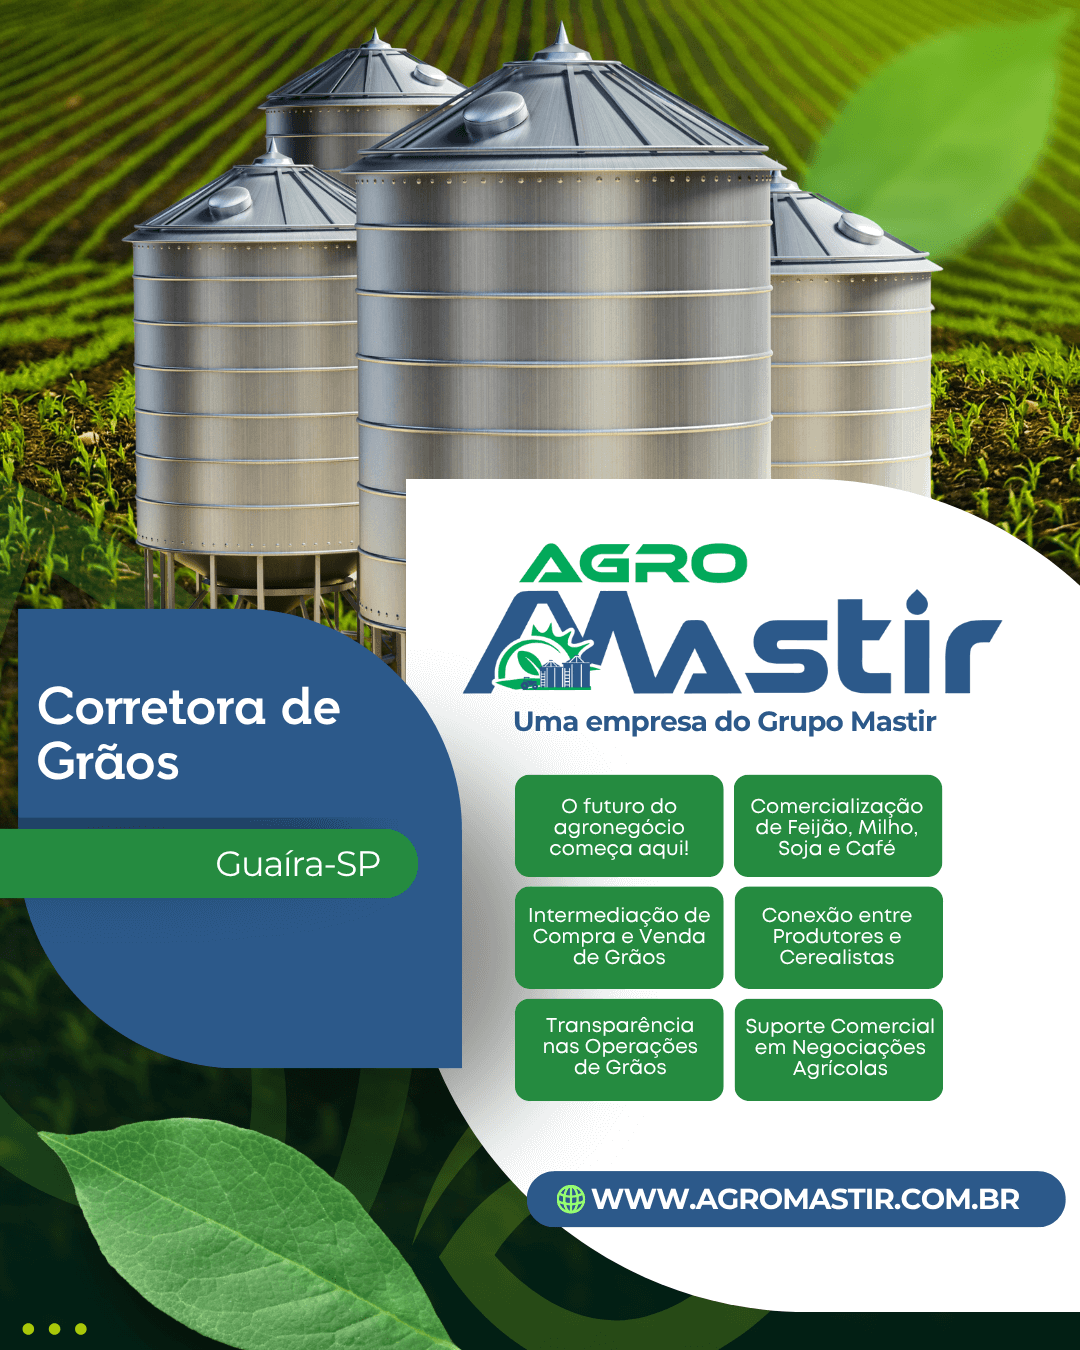 AGRO
Mastir
Uma empresa do Grupo Mastir
Corretora de
Grãos
Guaíra-SP
O futuro do
agronegócio
começa aqui!
Comercialização
de Feijão, Milho,
Soja e Café
Intermediação de
Compra e Venda
de Grãos
Conexão entre
Produtores e
Cerealistas
Transparência
nas Operações
de Grãos
Suporte Comercial
em Negociações
Agrícolas
WWW.AGROMASTIR.COM.BR